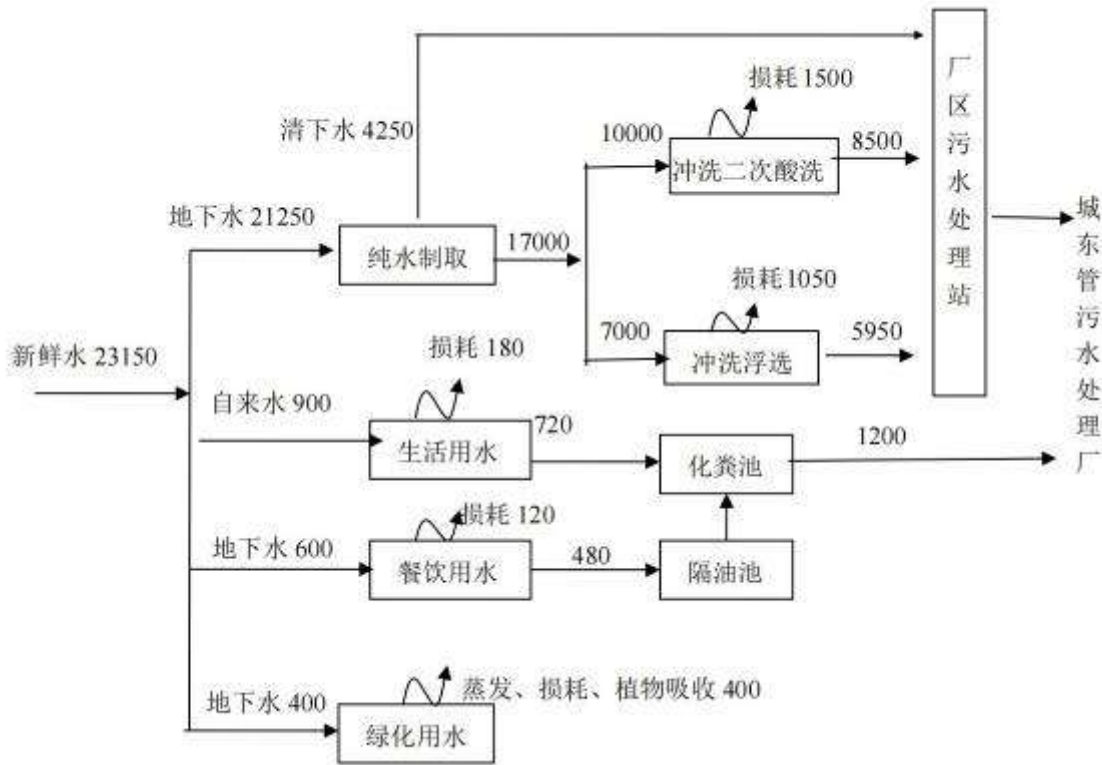 损耗 1500
清下水 4250
10000
冲洗二次酸洗
8500
厂区污水处理站
地下水 21250
纯水制取
17000
城东管污水处理厂
损耗 1050
7000
冲洗浮选
5950
新鲜水 23150
损耗 180
自来水 900
生活用水
720
化粪池
1200
损耗 120
地下水 600
餐饮用水
480
隔油池
地下水 400
蒸发、损耗、植物吸收 400
绿化用水